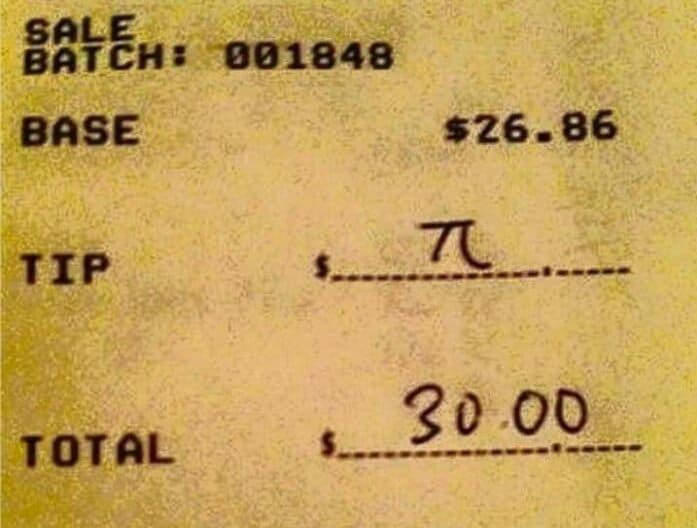 SALE
BATCH: 001848
BASE $26.86
TIP $ π
TOTAL $ 30.00